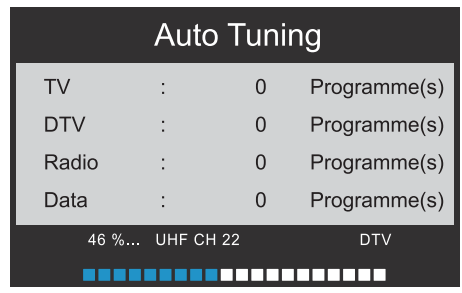 Auto Tuning
TV : 0 Programme(s)
DTV : 0 Programme(s)
Radio : 0 Programme(s)
Data : 0 Programme(s)
46 %... UHF CH 22 DTV